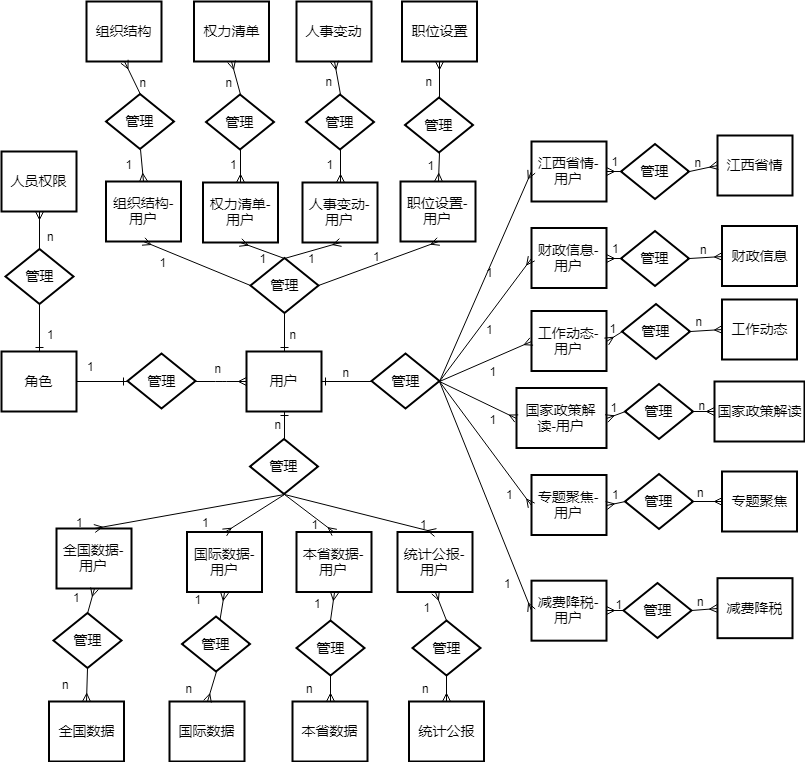 组织结构
权力清单
人事变动
职位设置
n
n
n
n
管理
管理
管理
管理
1
1
1
1
人员权限
组织结构-
用户
权力清单-
用户
人事变动-
用户
职位设置-
用户
n
管理
1
1
1
1
1
管理
n
角色
1
管理
n
用户
n
管理
江西省情-
用户
1
管理
n
江西省情
1
财政信息-
用户
1
管理
n
财政信息
1
工作动态-
用户
1
管理
n
工作动态
1
国家政策解
读-用户
1
管理
n
国家政策解读
1
专题聚焦-
用户
1
管理
n
专题聚焦
1
减费降税-
用户
1
管理
n
减费降税
1
n
管理
1
1
1
1
全国数据-
用户
国际数据-
用户
本省数据-
用户
统计公报-
用户
1
1
1
1
管理
管理
管理
管理
n
n
n
n
全国数据
国际数据
本省数据
统计公报